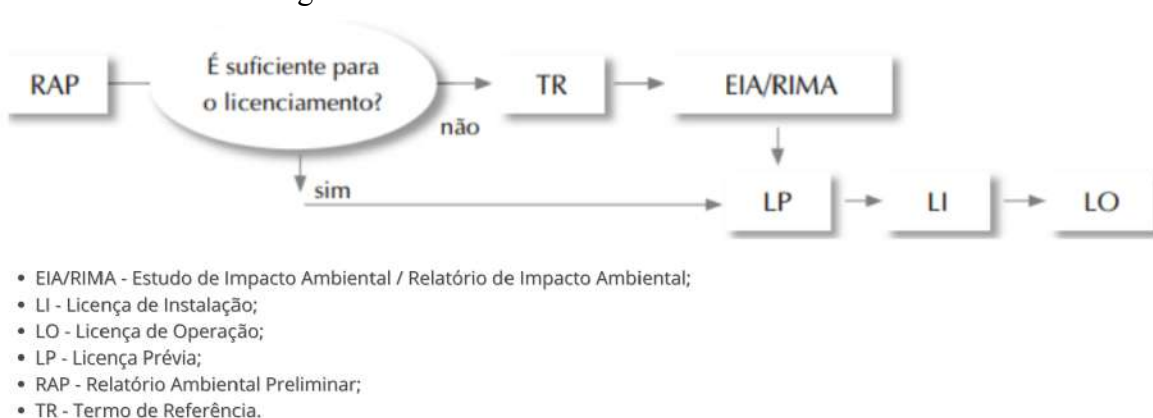 RAP
É suficiente para
o licenciamento?
não
TR
EIA/RIMA
sim
LP
LI
LO
• EIA/RIMA - Estudo de Impacto Ambiental / Relatório de Impacto Ambiental;
• LI - Licença de Instalação;
• LO - Licença de Operação;
• LP - Licença Prévia;
• RAP - Relatório Ambiental Preliminar;
• TR - Termo de Referência.